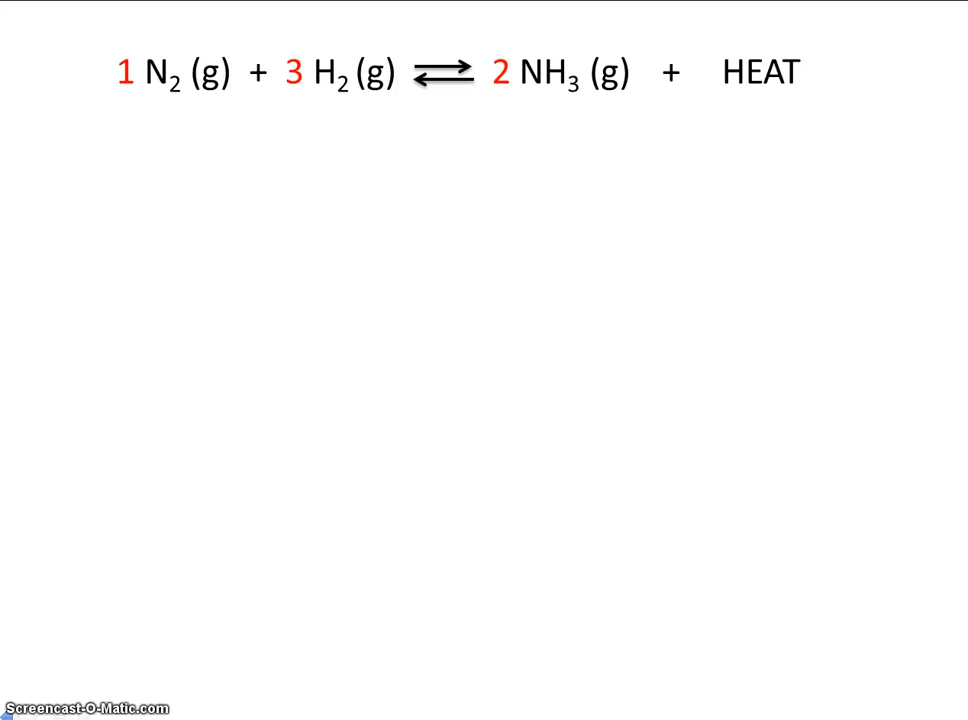 1 N₂ (g) + 3 H₂ (g) ⇌ 2 NH₃ (g) + HEAT
Screencast-O-Matic.com